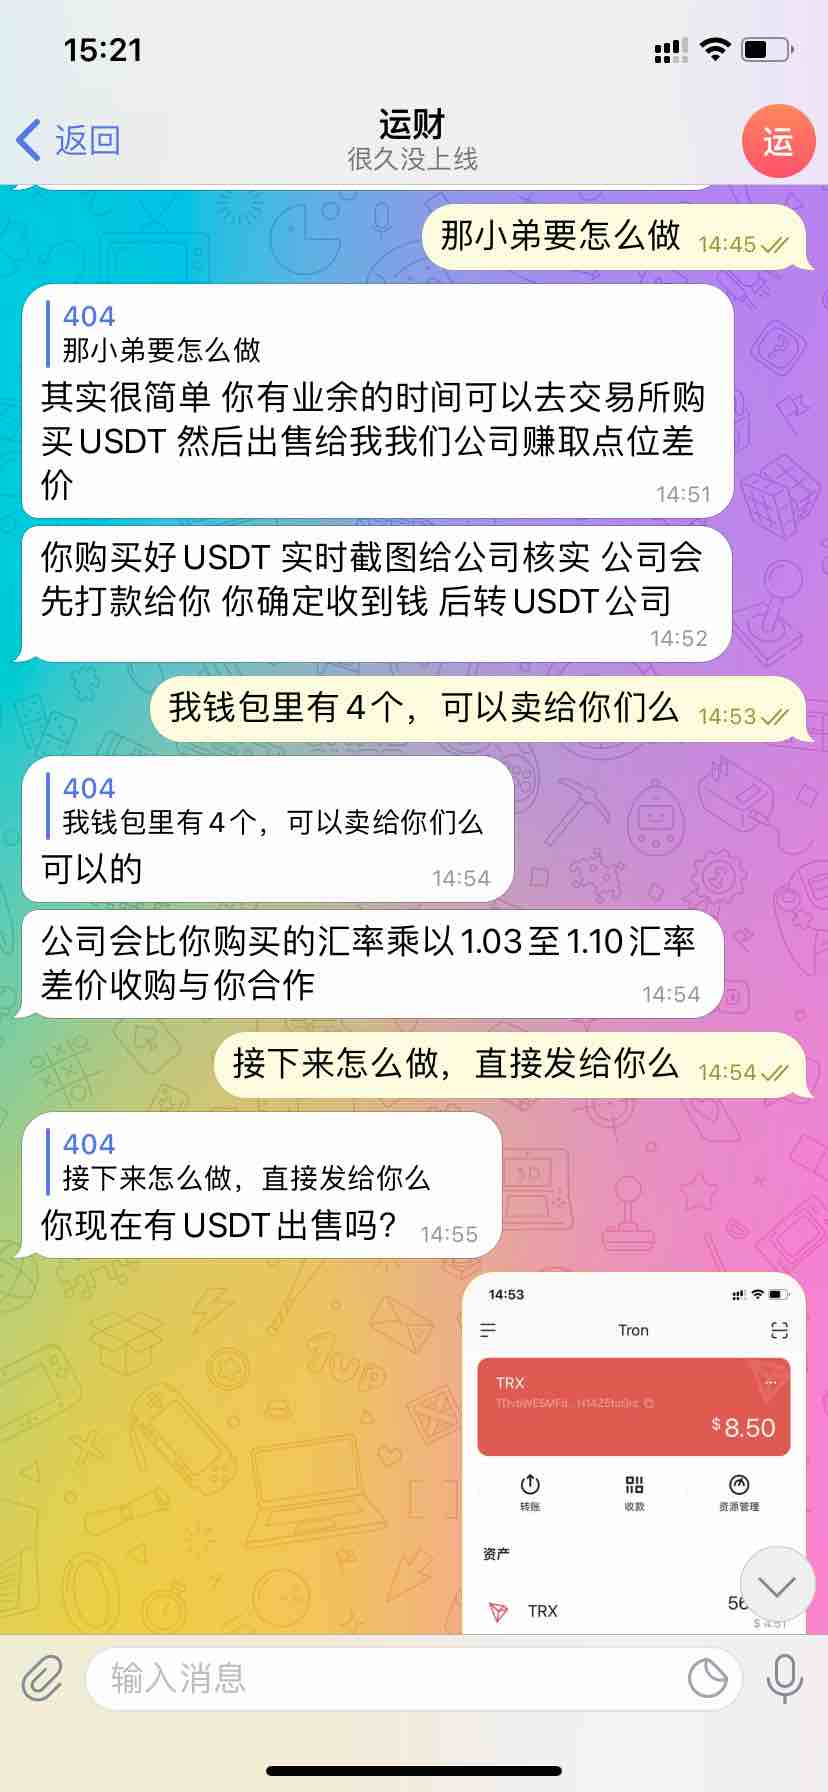 15:21
返回
运财
很久没上线
运
那小弟要怎么做 14:45
404
那小弟要怎么做
其实很简单 你有业余的时间可以去交易所购
买USDT 然后出售给我我们公司赚取点位差
价
14:51
你购买好USDT 实时截图给公司核实 公司会
先打款给你 你确定收到钱 后转USDT公司
14:52
我钱包里有4个，可以卖给你们么 14:53
404
我钱包里有4个，可以卖给你们么
可以的 14:54
公司会比你购买的汇率乘以1.03至1.10汇率
差价收购与你合作 14:54
接下来怎么做，直接发给你么 14:54
404
接下来怎么做，直接发给你么
你现在有USDT出售吗? 14:55
14:53
Tron
TRX
$8.50
转账 收款 资源管理
资产
TRX
输入消息